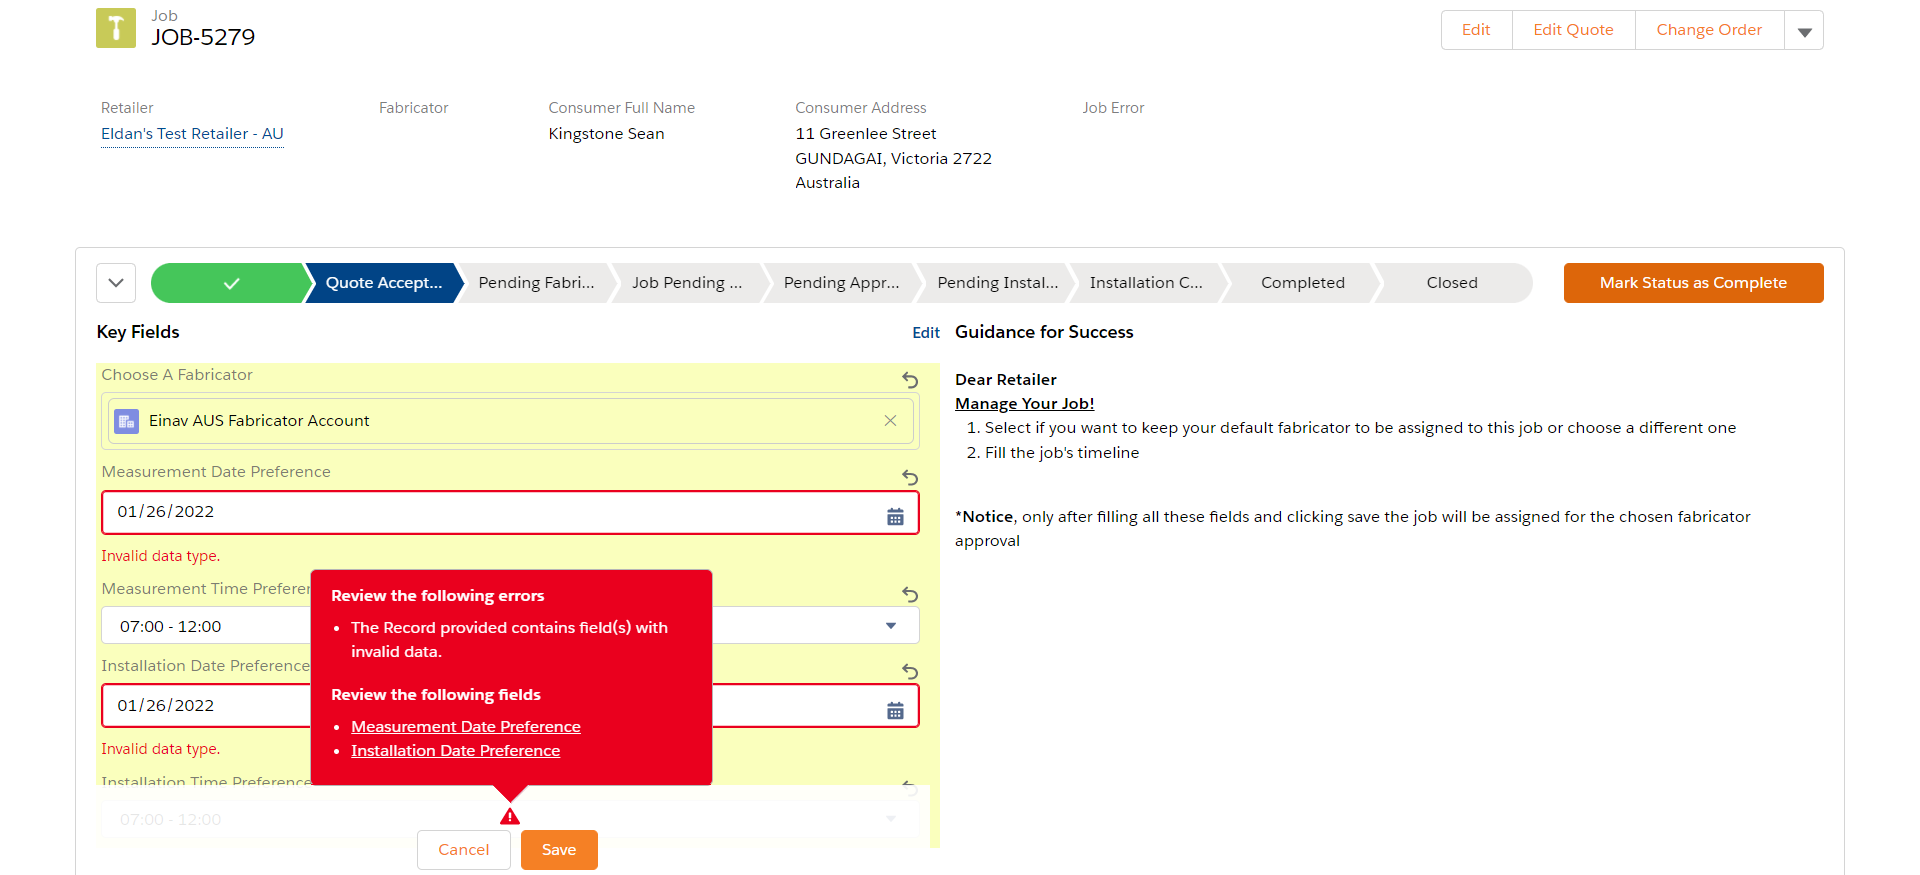 Job
JOB-5279
Edit
Edit Quote
Change Order
Retailer
Eldan's Test Retailer - AU
Fabricator
Consumer Full Name
Kingstone Sean
Consumer Address
11 Greenlee Street
GUNDAGAI, Victoria 2722
Australia
Job Error
Quote Accept...
Pending Fabri...
Job Pending ...
Pending Appr...
Pending Instal...
Installation C...
Completed
Closed
Mark Status as Complete
Key Fields
Edit
Choose A Fabricator
Einav AUS Fabricator Account
Measurement Date Preference
01/26/2022
Invalid data type.
Measurement Time Prefere
07:00 - 12:00
Installation Date Preference
01/26/2022
Invalid data type.
Installation Time Preference
07:00 - 12:00
Review the following errors
• The Record provided contains field(s) with
invalid data.
Review the following fields
• Measurement Date Preference
• Installation Date Preference
Cancel
Save
Guidance for Success
Dear Retailer
Manage Your Job!
1. Select if you want to keep your default fabricator to be assigned to this job or choose a different one
2. Fill the job's timeline
*Notice, only after filling all these fields and clicking save the job will be assigned for the chosen fabricator
approval